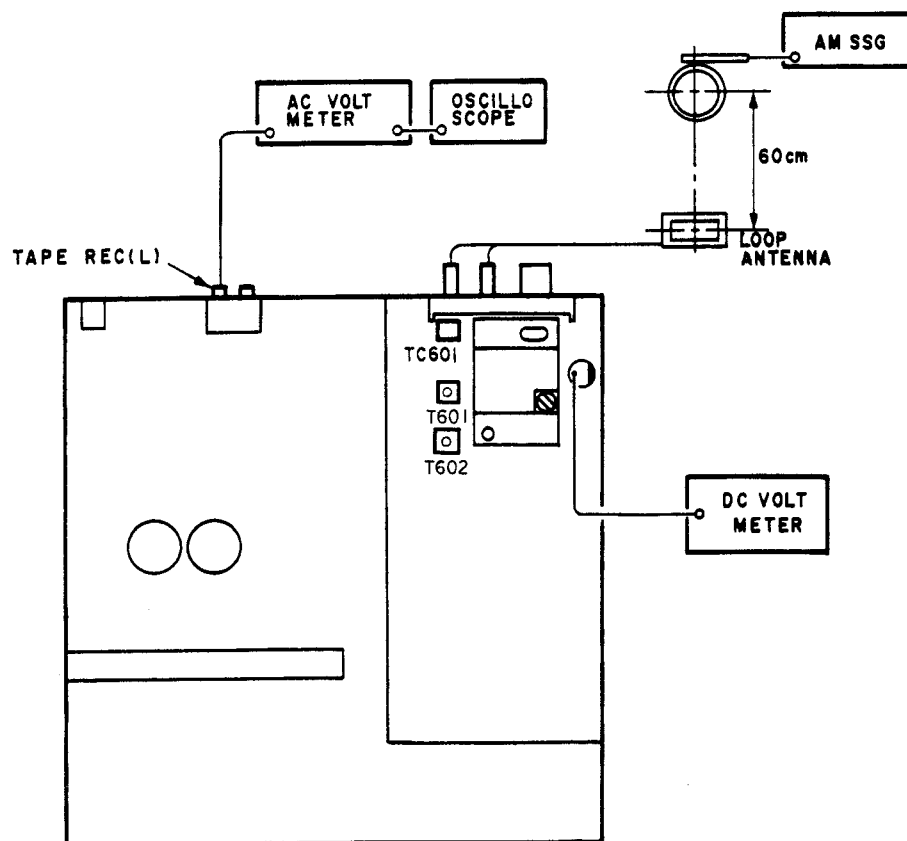 AM SSG
AC VOLT
METER
OSCILLO
SCOPE
60cm
LOOP
ANTENNA
TAPE REC(L)
TC601
T601
T602
DC VOLT
METER